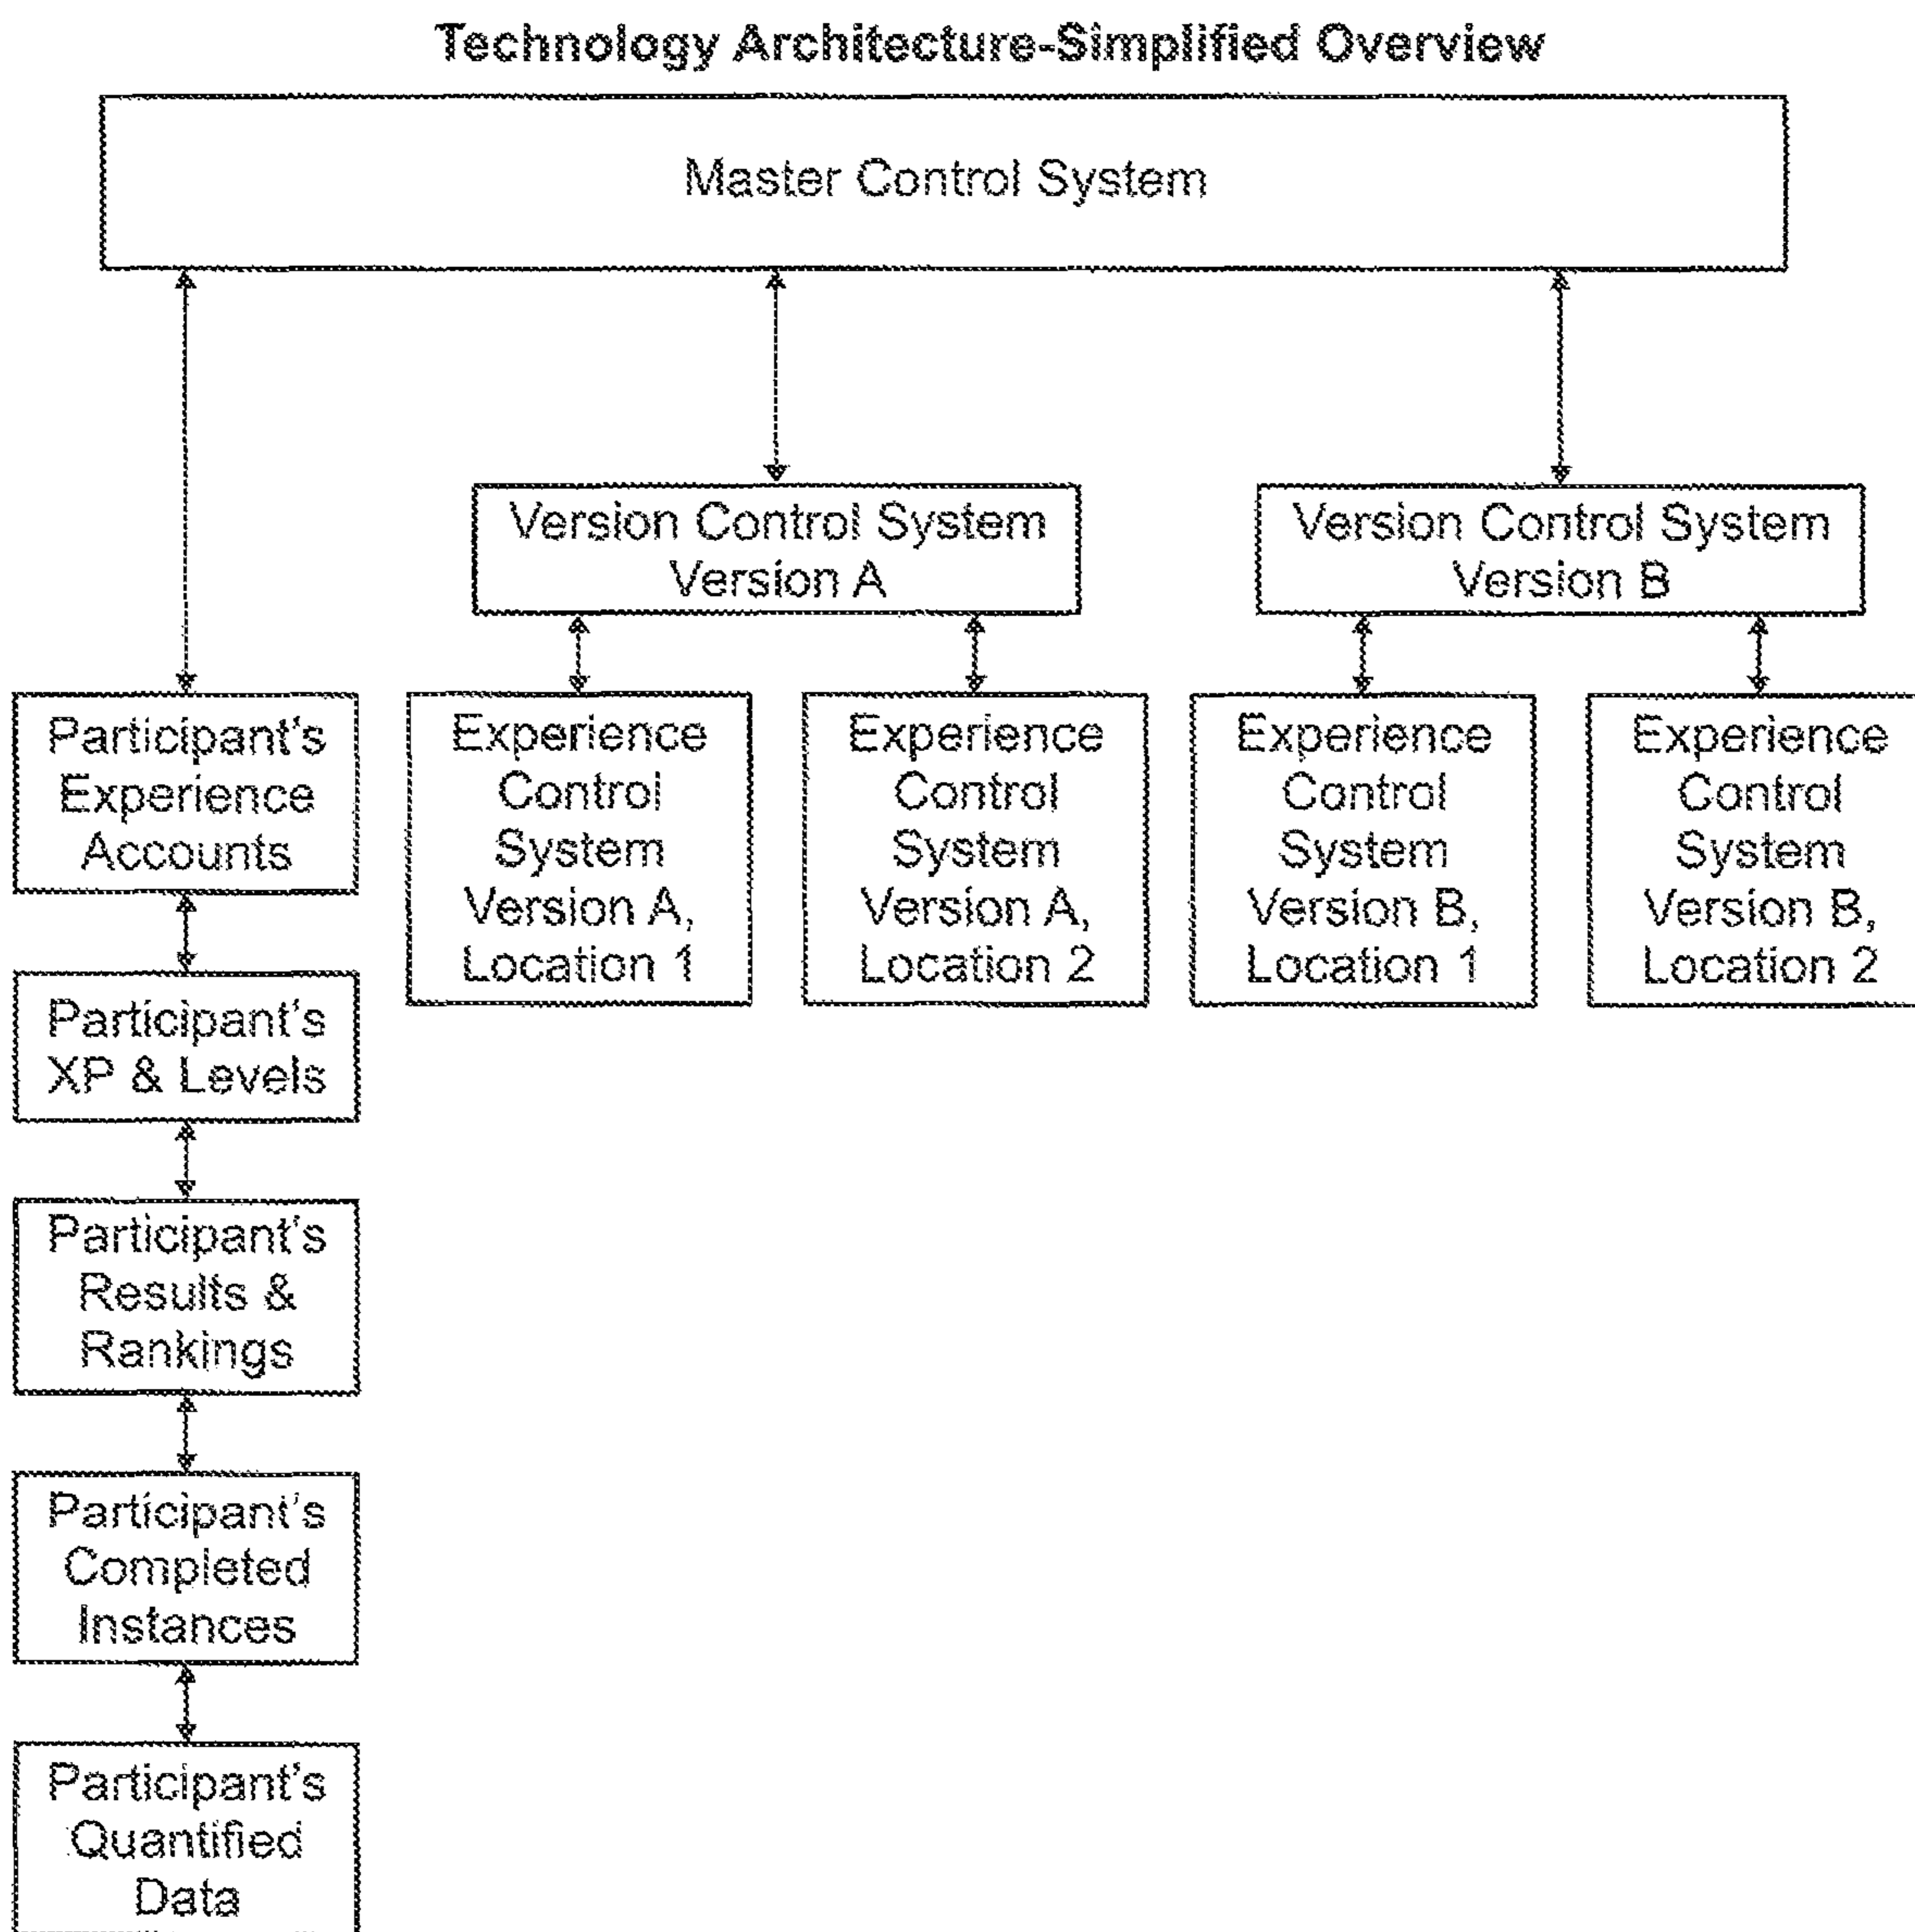 Technology Architecture-Simplified Overview
Master Control System
Version Control System
Version A
Version Control System
Version B
Participant's
Experience
Accounts
Experience
Control
System
Version A,
Location 1
Experience
Control
System
Version A,
Location 2
Experience
Control
System
Version B,
Location 1
Experience
Control
System
Version B,
Location 2
Participant's
XP & Levels
Participant's
Results &
Rankings
Participant's
Completed
Instances
Participant's
Quantified
Data